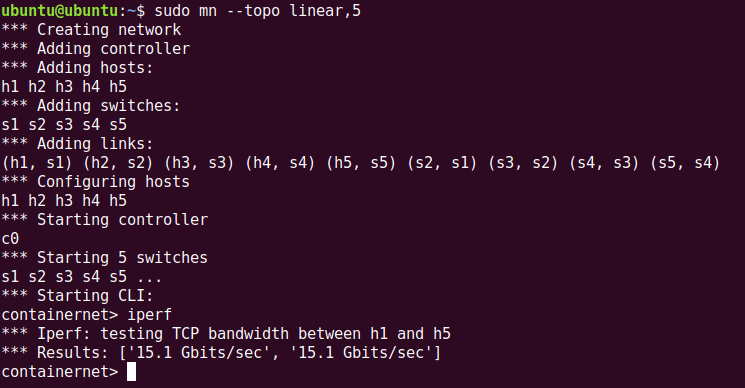 ubuntu@ubuntu:~$ sudo mn --topo linear,5
*** Creating network
*** Adding controller
*** Adding hosts:
h1 h2 h3 h4 h5
*** Adding switches:
s1 s2 s3 s4 s5
*** Adding links:
(h1, s1) (h2, s2) (h3, s3) (h4, s4) (h5, s5) (s2, s1) (s3, s2) (s4, s3) (s5, s4)
*** Configuring hosts
h1 h2 h3 h4 h5
*** Starting controller
c0
*** Starting 5 switches
s1 s2 s3 s4 s5 ...
*** Starting CLI:
containernet> iperf
*** Iperf: testing TCP bandwidth between h1 and h5
*** Results: ['15.1 Gbits/sec', '15.1 Gbits/sec']
containernet>